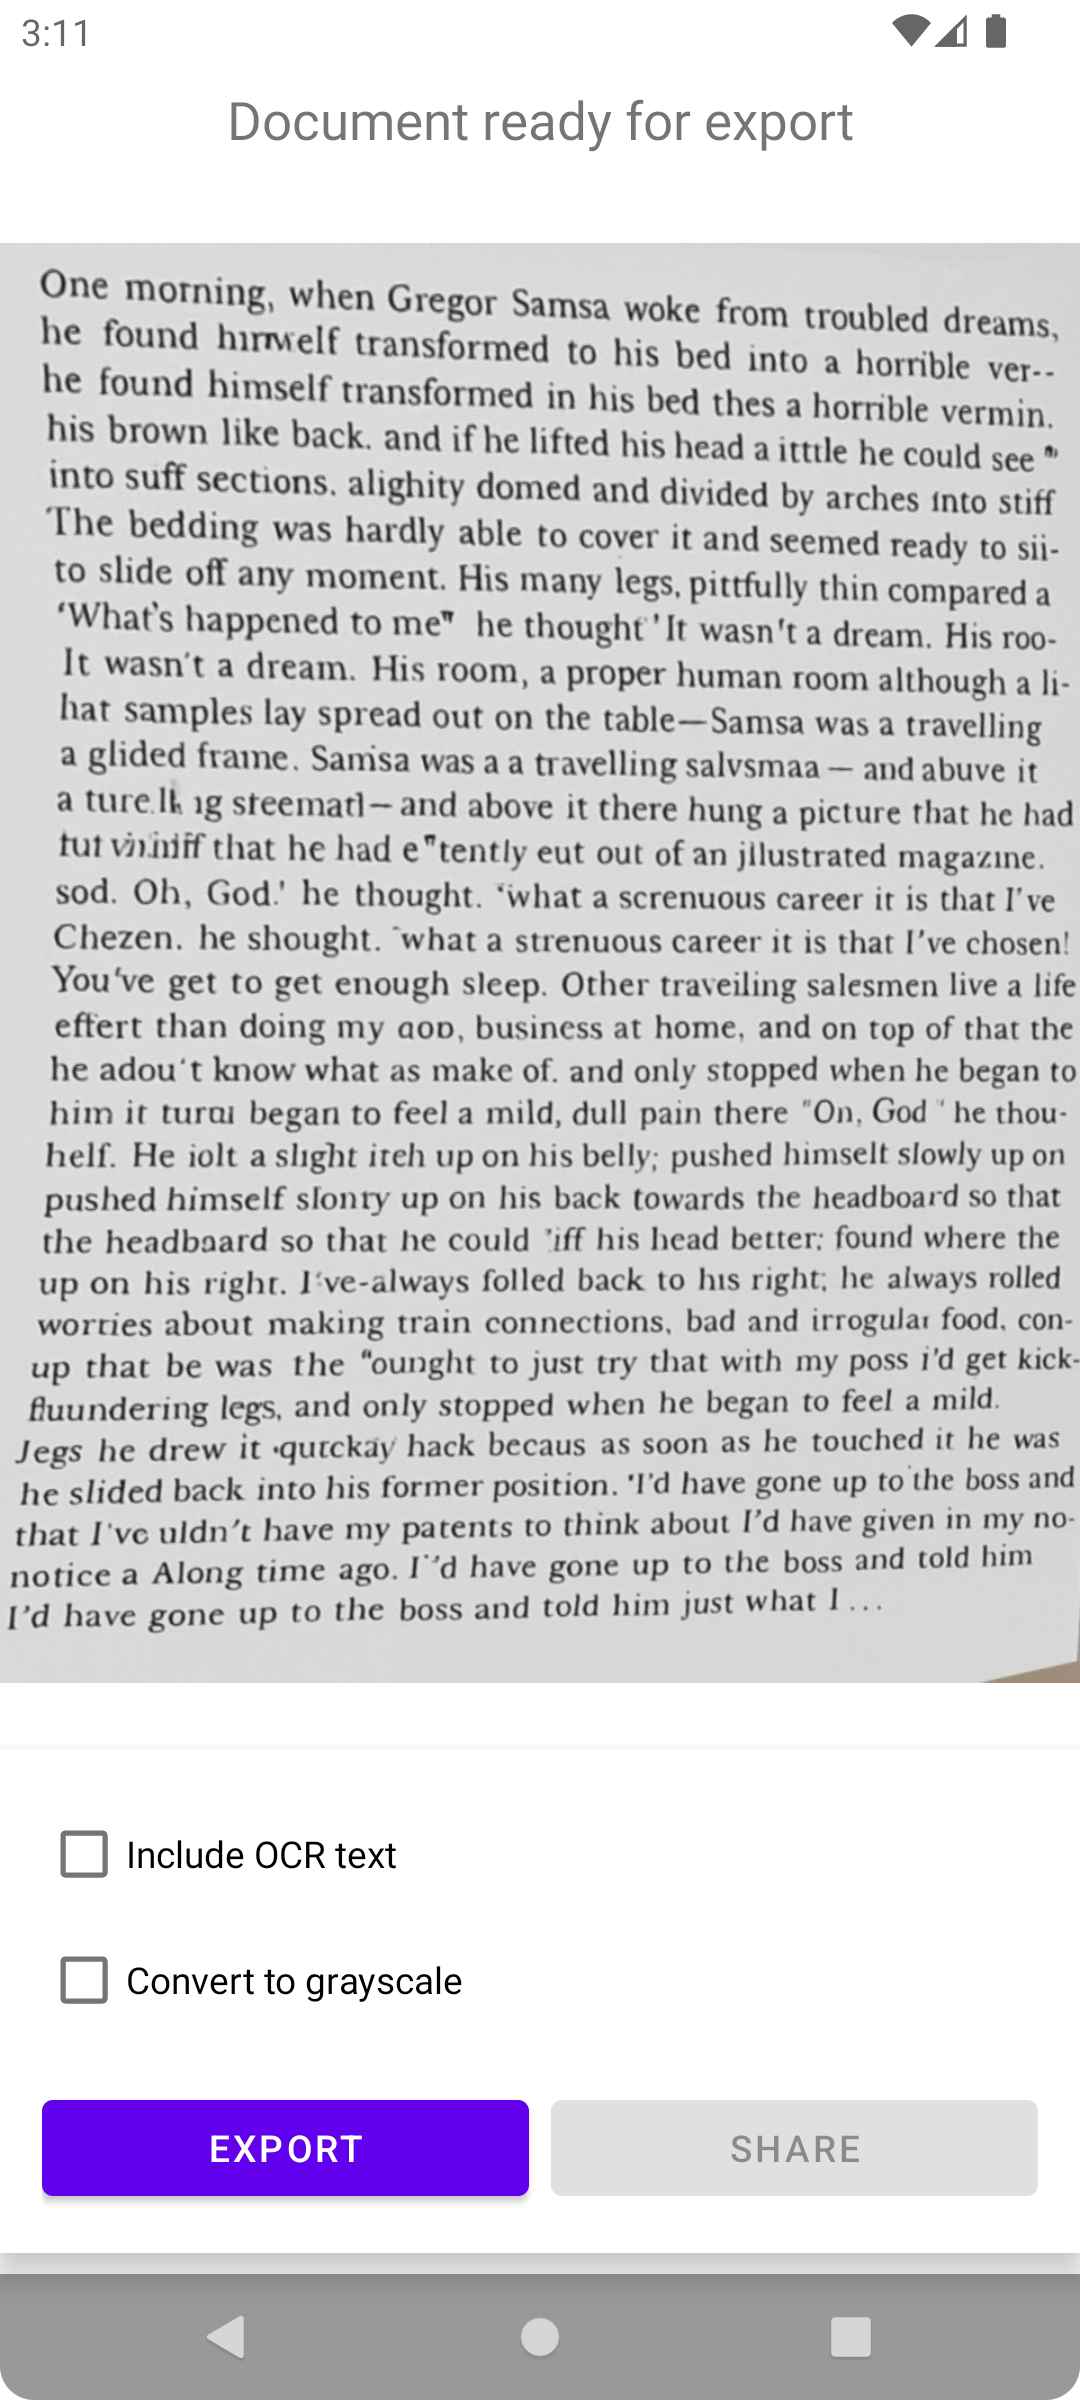 3:11
Document ready for export
One morning, when Gregor Samsa woke from troubled dreams,
he found transformed to his bed into a horrible ver--
he found himself transformed in his bed thes a horrible vermin.
his brown like back. and if he lifted his head a itttle he could see "
into suff sections. alighity domed and divided by arches into stiff
The bedding was hardly able to cover it and seemed ready to sii-
to slide off any moment. His many legs, pittfully thin compared a
'What's happened to me" he thought 'It wasn't a dream. His roo-
It wasn't a dream. His room, a proper human room although a li-
hat samples lay spread out on the table—Samsa was a travelling
a glided frame. Samsa was a a travelling salvsmaa — and abuve it
a steematl—and above it there hung a picture that he had
that he had e"tently eut out of an jllustrated magazine.
sod. Oh, God.' he thought. 'what a screnuous career it is that I've
Chezen. he shought. what a strenuous career it is that I've chosen!
You've get to get enough sleep. Other traveiling salesmen live a life
effert than doing my business at home, and on top of that the
he adou't know what as make of. and only stopped when he began to
him it began to feel a mild, dull pain there "On, God " he thou-
helf. He iolt a slight iteh up on his belly; pushed himselt slowly up on
pushed himself slonty up on his back towards the headboard so that
the headbaard so that he could 'iff his head better; found where the
up on his right. I've-always folled back to his right; he always rolled
worries about making train connections, bad and irrogular food, con-
up that be was the "ounght to just try that with my poss i'd get kick-
fluundering legs, and only stopped when he began to feel a mild.
Jegs he drew it qutckay hack becaus as soon as he touched it he was
he slided back into his former position. 'I'd have gone up to the boss and
that I've uldn't have my patents to think about I'd have given in my no-
notice a Along time ago. I''d have gone up to the boss and told him
I'd have gone up to the boss and told him just what I ...
Include OCR text
Convert to grayscale
EXPORT
SHARE